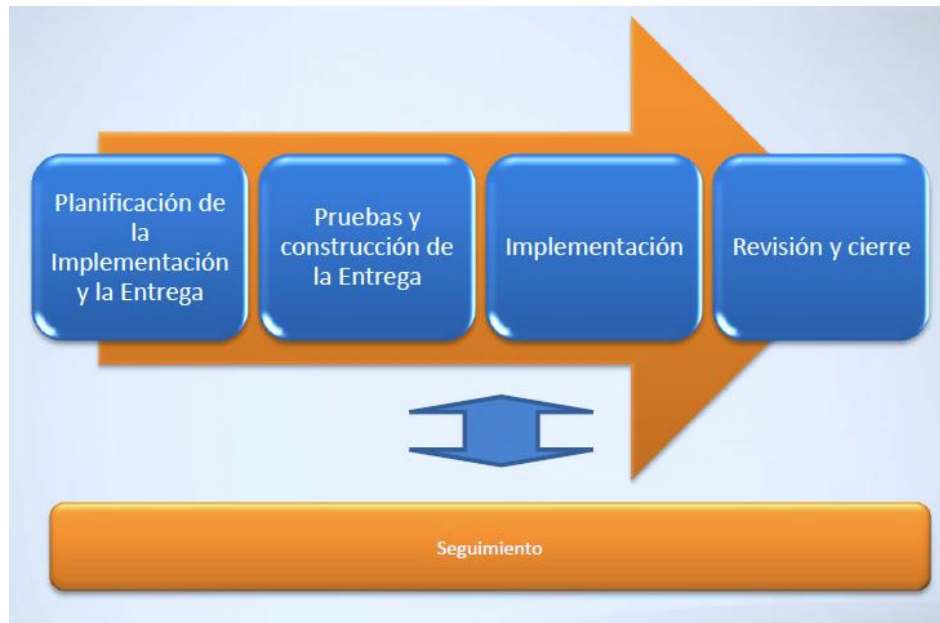 Planificación de
la
Implementación
y la Entrega
Pruebas y
construcción de
la Entrega
Implementación
Revisión y cierre
Seguimiento